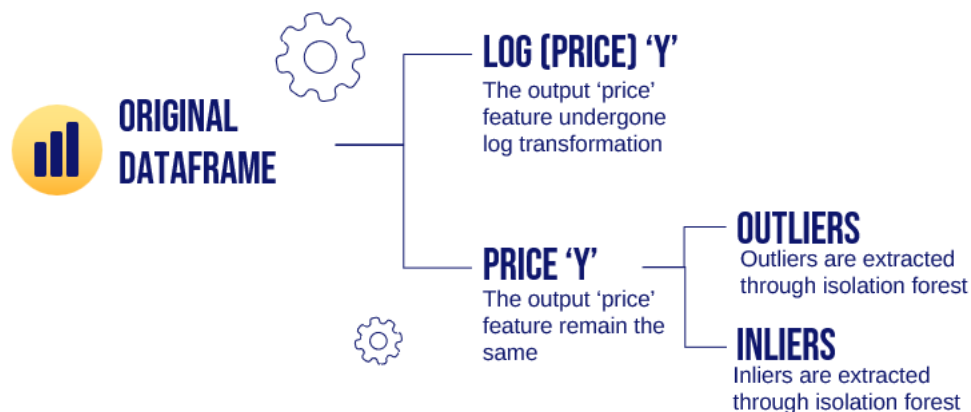 ORIGINAL
DATAFRAME
LOG (PRICE) ‘Y’
The output ‘price’
feature undergone
log transformation
PRICE ‘Y’
The output ‘price’
feature remain the
same
OUTLIERS
Outliers are extracted
through isolation forest
INLIERS
Inliers are extracted
through isolation forest